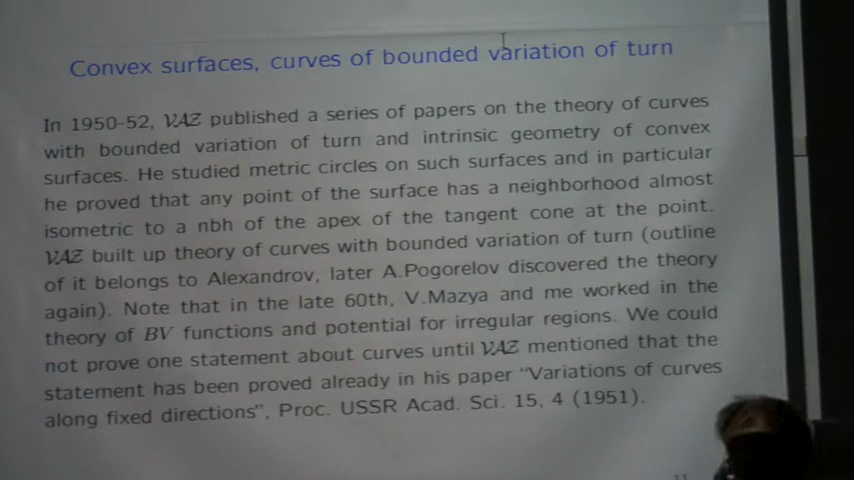 Convex surfaces, curves of bounded variation of turn
In 1950-52, VAZ published a series of papers on the theory of curves
with bounded variation of turn and intrinsic geometry of convex
surfaces. He studied metric circles on such surfaces and in particular
he proved that any point of the surface has a neighborhood almost
isometric to a nbh of the apex of the tangent cone at the point.
VAZ built up theory of curves with bounded variation of turn (outline
of it belongs to Alexandrov, later A.Pogorelov discovered the theory
again). Note that in the late 60th, V.Mazya and me worked in the
theory of BV functions and potential for irregular regions. We could
not prove one statement about curves until VAZ mentioned that the
statement has been proved already in his paper "Variations of curves
along fixed directions", Proc. USSR Acad. Sci. 15, 4 (1951).